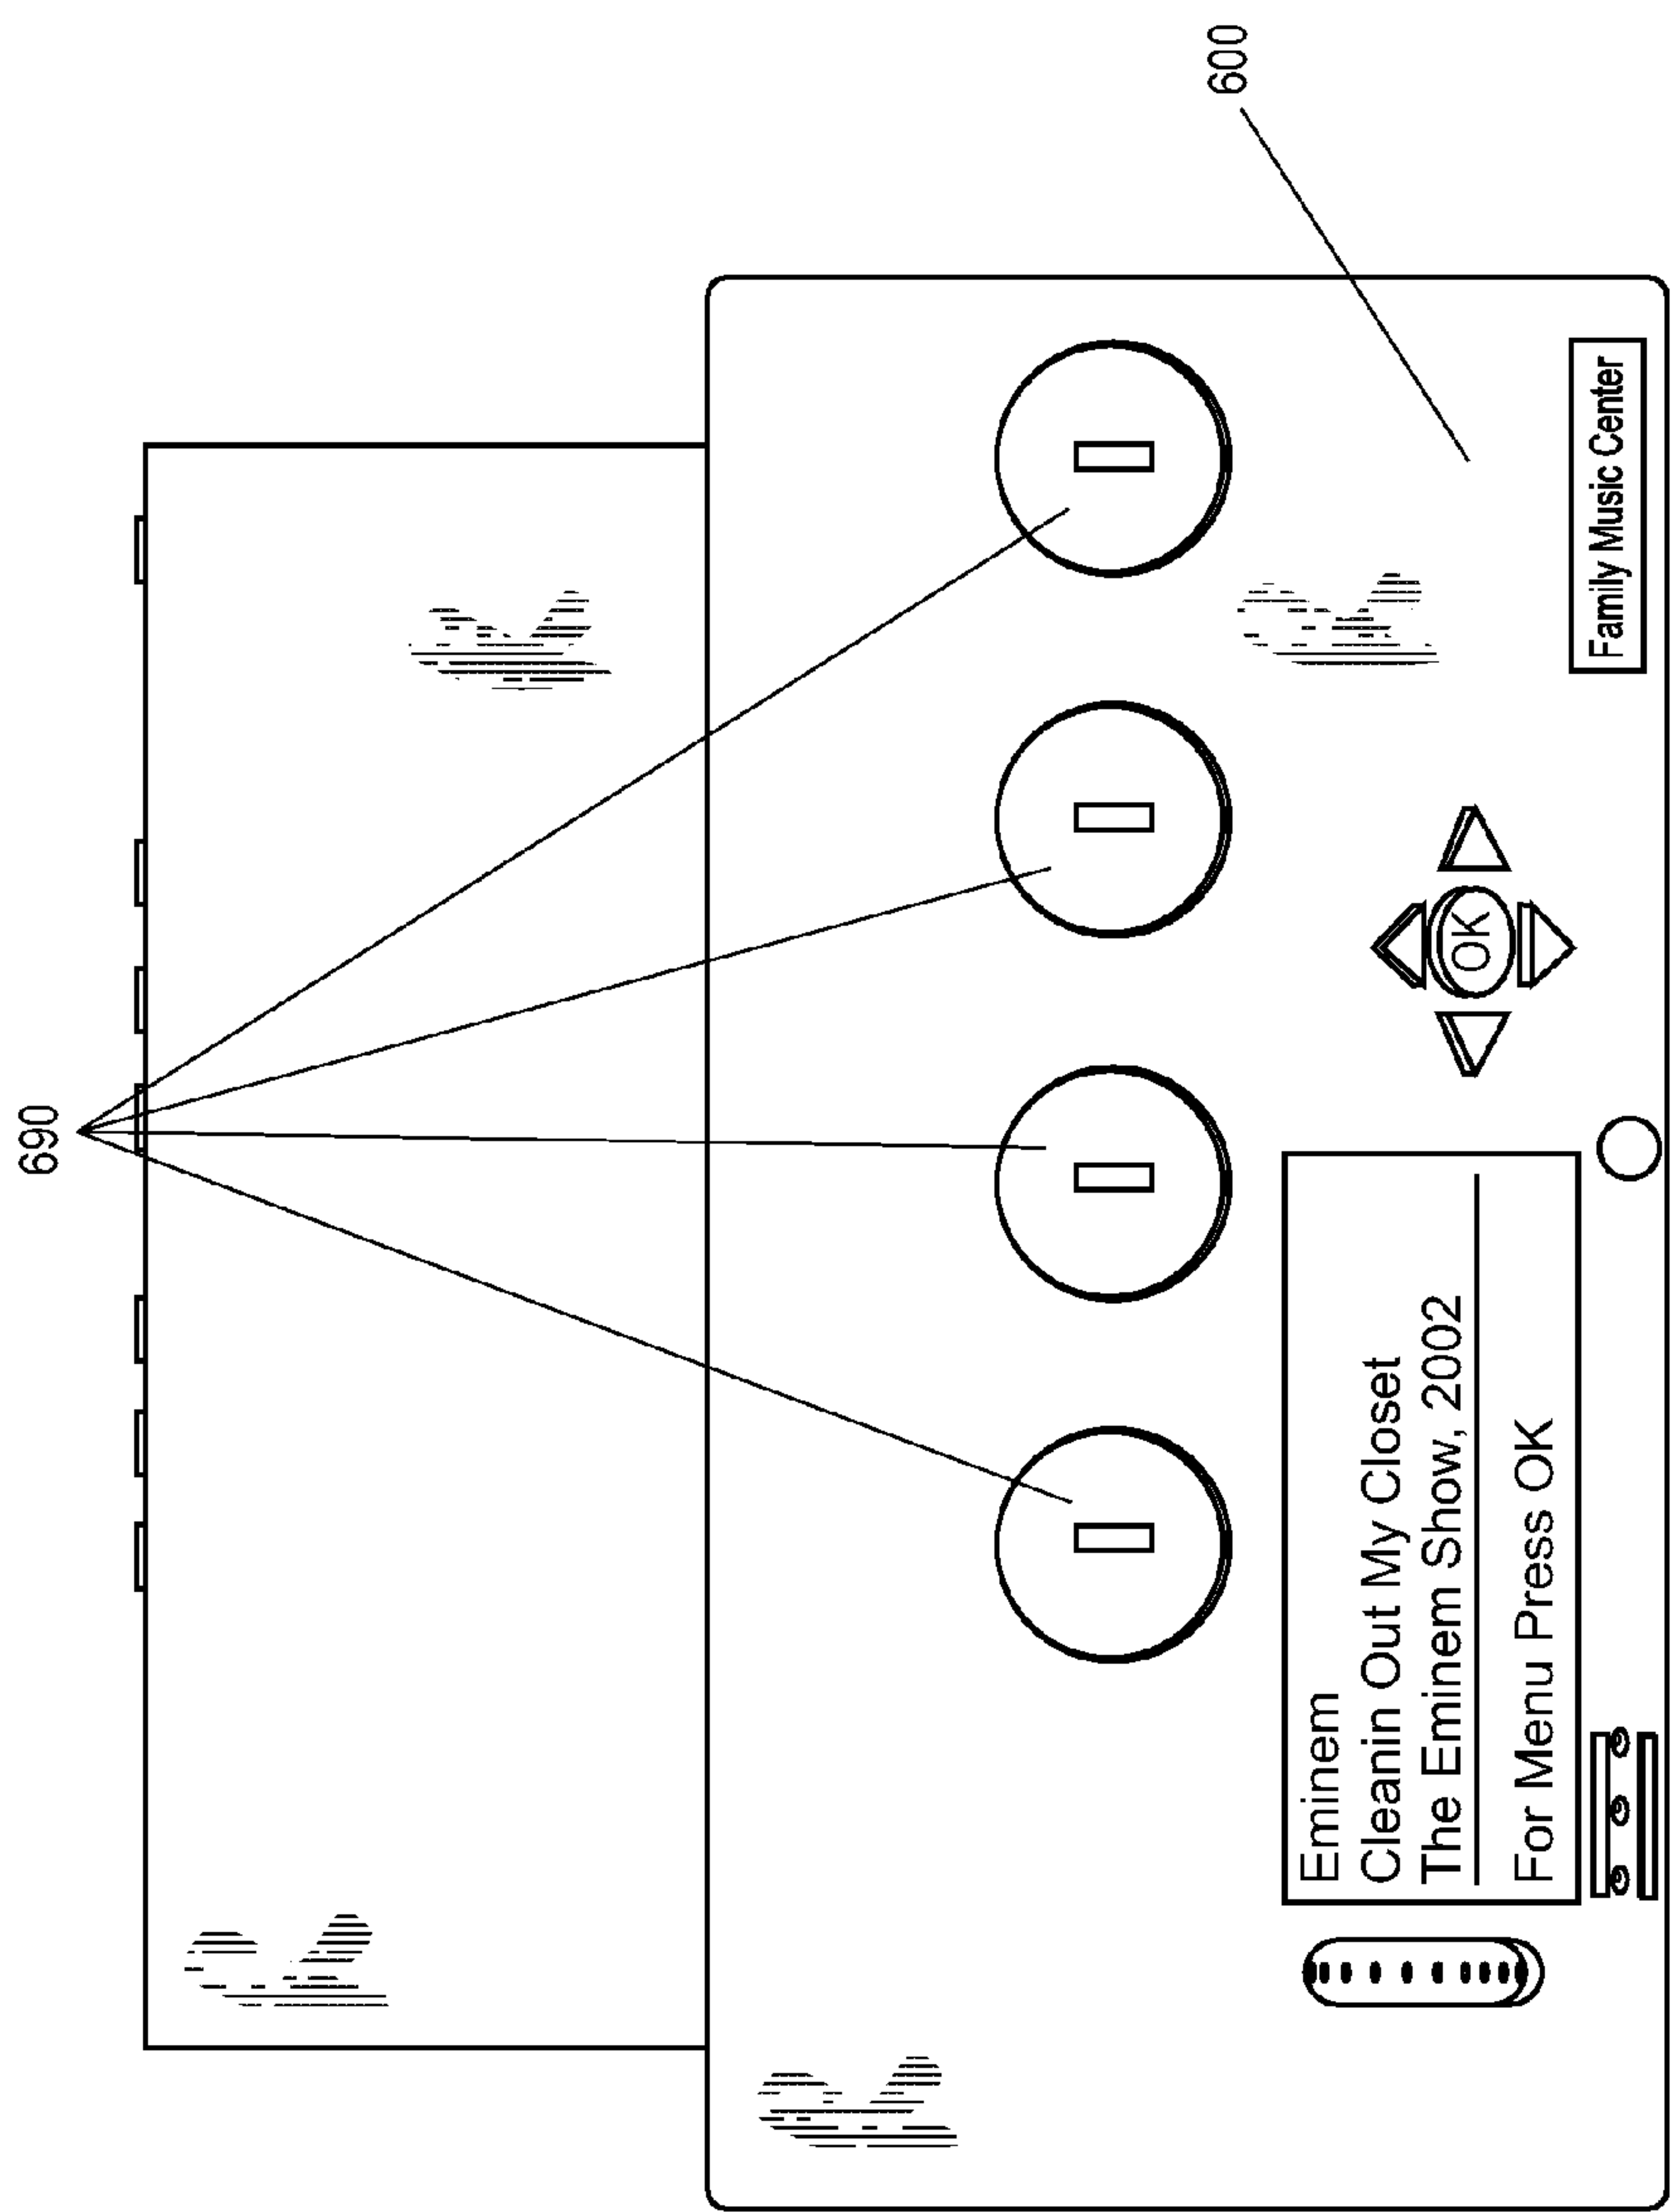 690
600
Eminem
Cleanin Out My Closet
The Eminem Show, 2002
For Menu Press OK
OK
Family Music Center